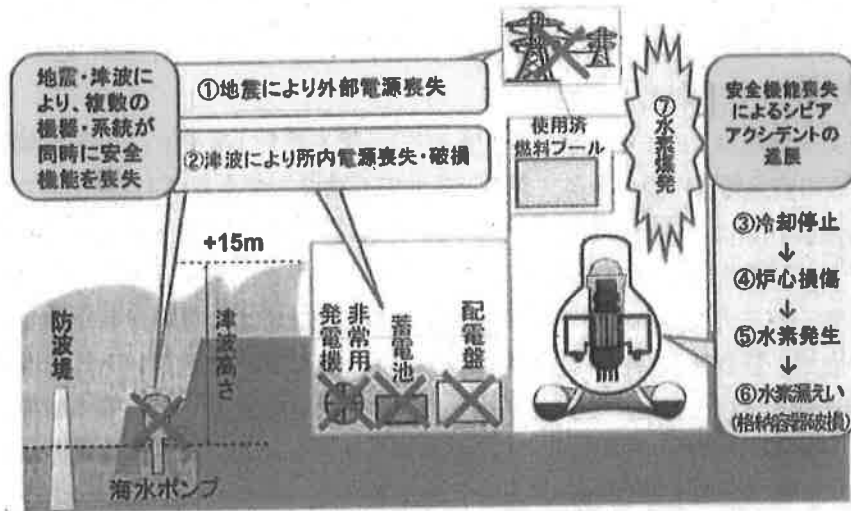 地震・津波に
より、複数の
機器・系統が
同時に安全
機能を喪失
①地震により外部電源喪失
②津波により所内電源喪失・破損
使用済
燃料プール
⑦水素爆発
安全機能喪失
によるシビア
アクシデントの
進展
③冷却停止
↓
④炉心損傷
↓
⑤水素発生
↓
⑥水素漏えい
(格納容器破損)
+15m
防波堤
津波高さ
海水ポンプ
非常用
発電機
蓄電池
配電盤